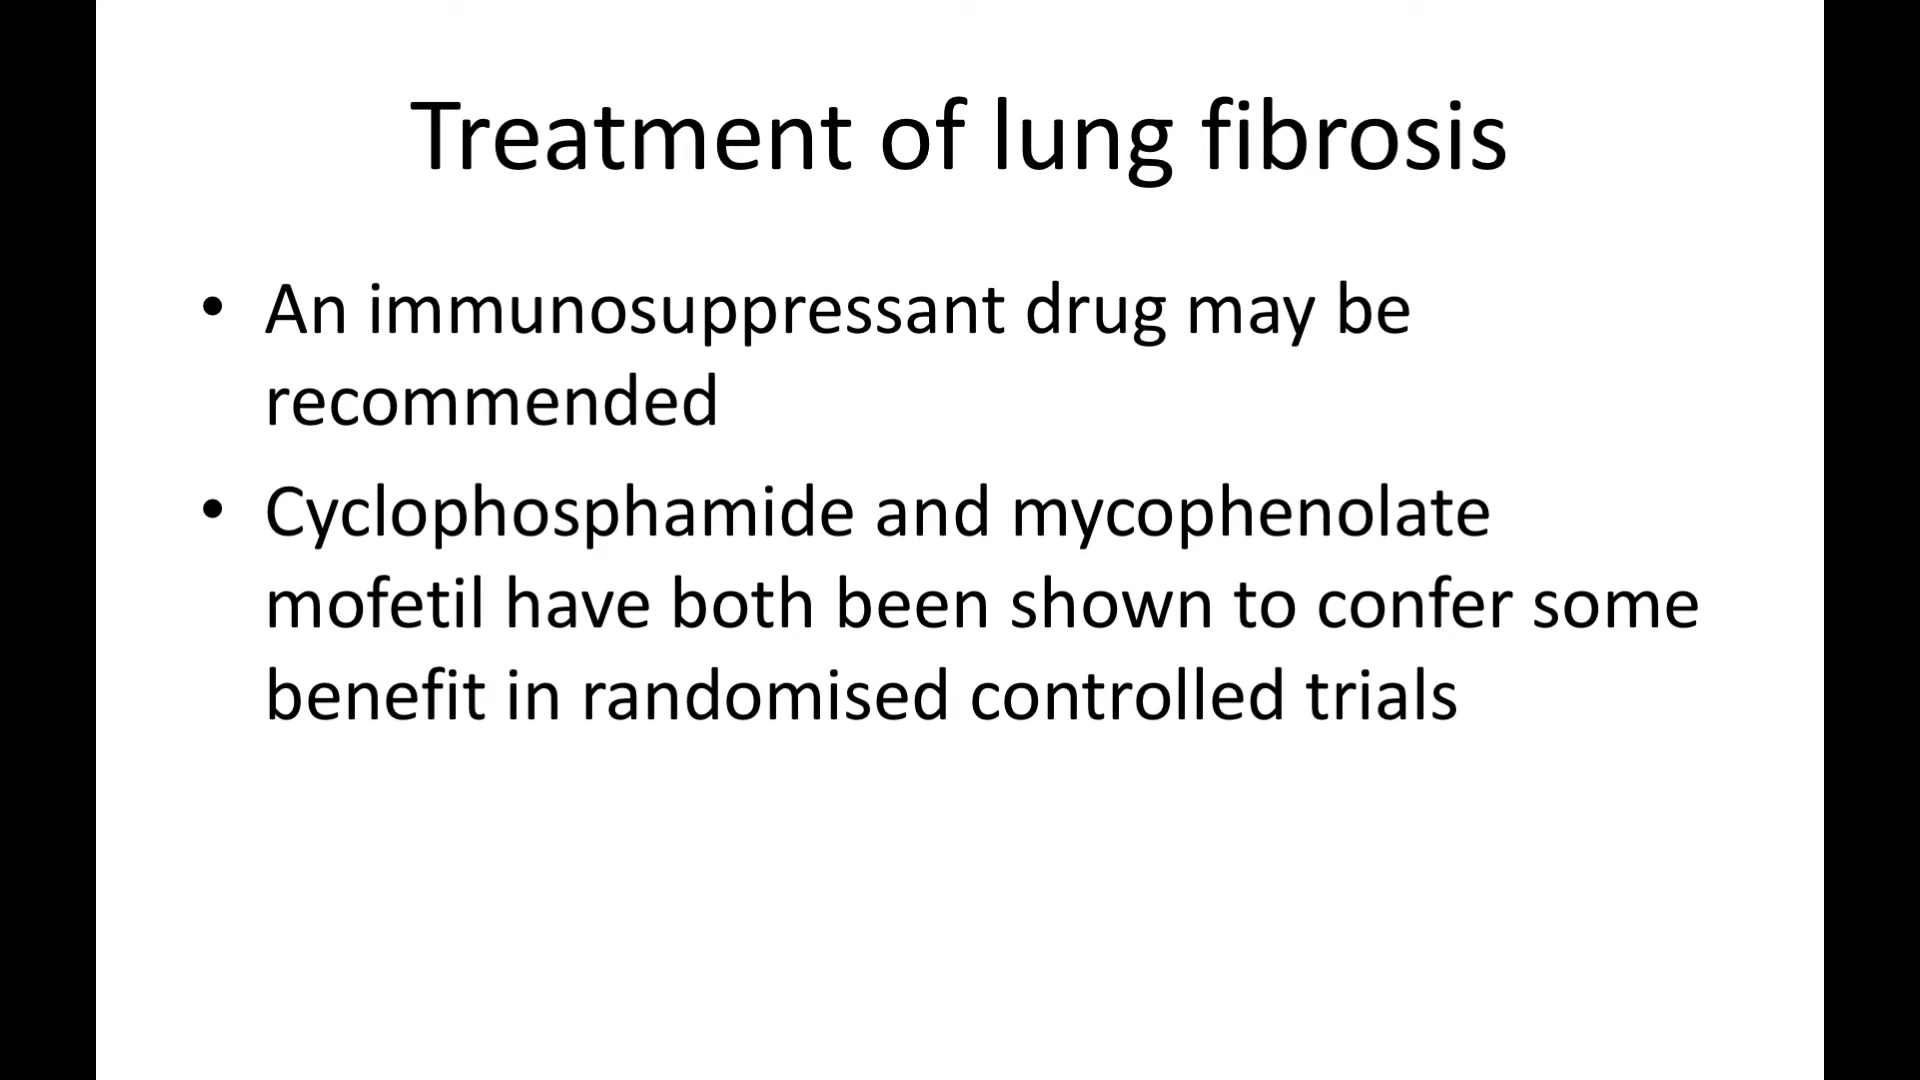 Treatment of lung fibrosis
• An immunosuppressant drug may be
recommended
• Cyclophosphamide and mycophenolate
mofetil have both been shown to confer some
benefit in randomised controlled trials